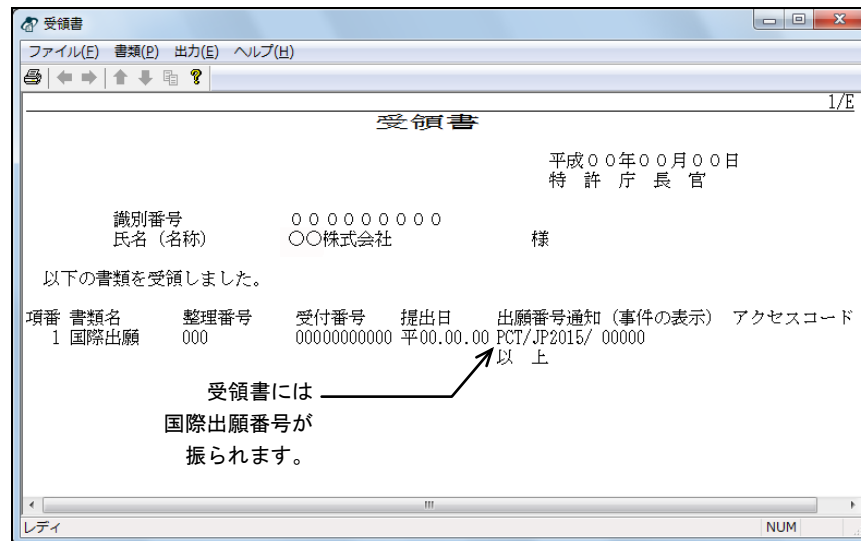 受領書
ファイル(F) 書類(P) 出力(E) ヘルプ(H)
1/E
受領書
平成００年００月００日
特 許 庁 長 官
識別番号 ０００００００００
氏名（名称） 〇〇株式会社 様
以下の書類を受領しました。
項番 書類名 整理番号 受付番号 提出日 出願番号通知（事件の表示） アクセスコード
1 国際出願 000 00000000000 平00.00.00 PCT/JP2015/ 00000
以 上
受領書には
国際出願番号が
振られます。
レディ NUM